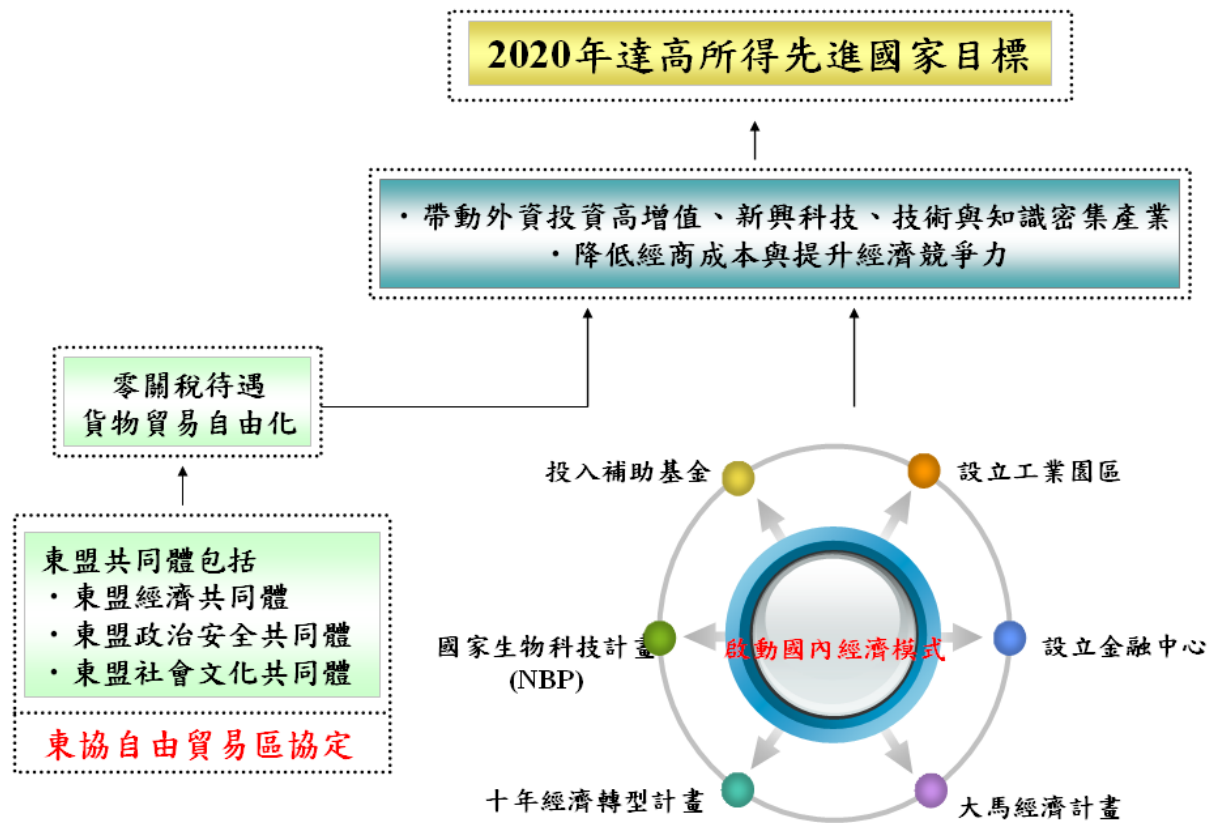 2020年達高所得先進國家目標
・帶動外資投資高增值、新興科技、技術與知識密集產業
・降低經商成本與提升經濟競爭力
零關稅待遇
貨物貿易自由化
東盟共同體包括
・東盟經濟共同體
・東盟政治安全共同體
・東盟社會文化共同體
東協自由貿易區協定
投入補助基金
設立工業園區
國家生物科技計畫
(NBP)
啟動國內經濟模式
設立金融中心
十年經濟轉型計畫
大馬經濟計畫